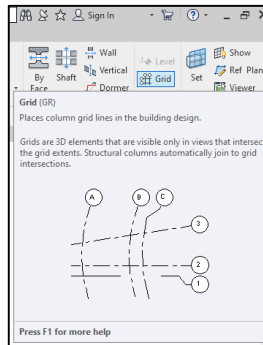 Sign In
Wall
Level
Show
By
Face
Shaft
Vertical
Grid
Set
Ref Plan
Dormer
Viewer
Grid (GR)
Places column grid lines in the building design.
Grids are 3D elements that are visible only in views that intersec
the grid extents. Structural columns automatically join to grid
intersections.
A
B
C
3
2
1
Press F1 for more help